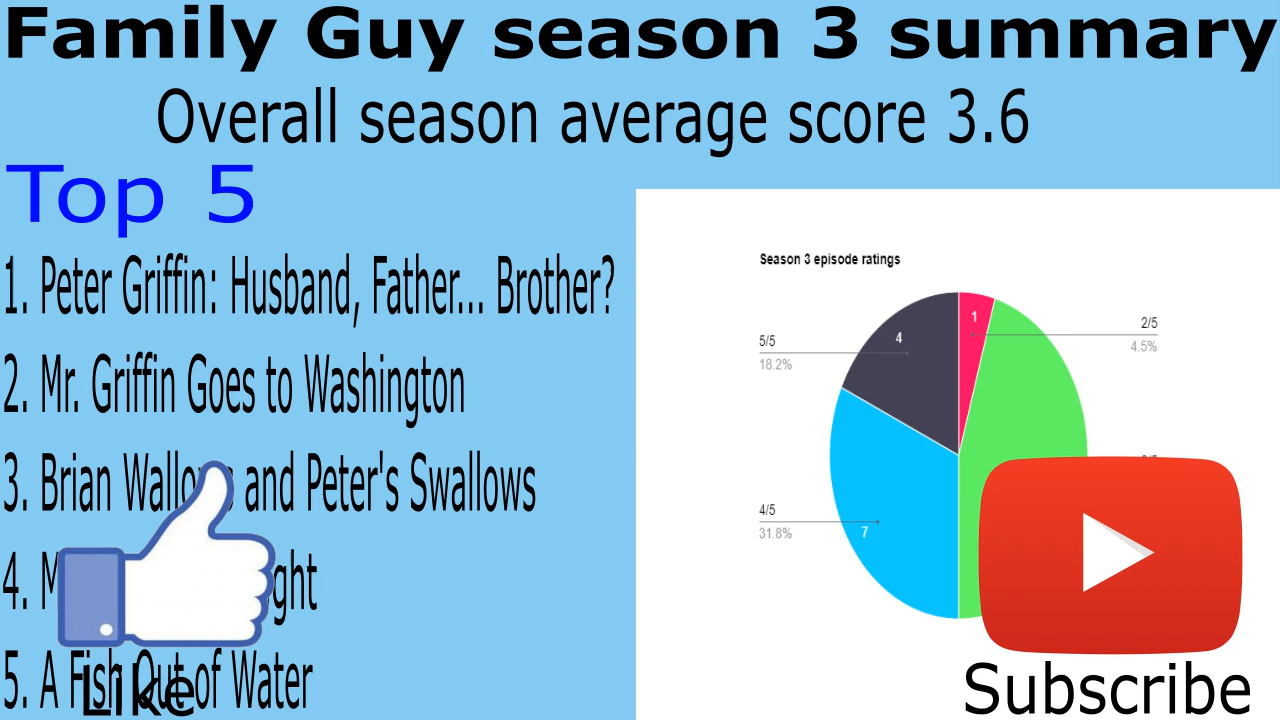 Family Guy season 3 summary
Overall season average score 3.6
Top 5
1. Peter Griffin: Husband, Father... Brother?
2. Mr. Griffin Goes to Washington
3. Brian and Peter's Swallows
4.
5. A Fish Out of Water
Like
Season 3 episode ratings
1
2/5
4.5%
4
5/5
18.2%
4/5
31.8%
7
Subscribe